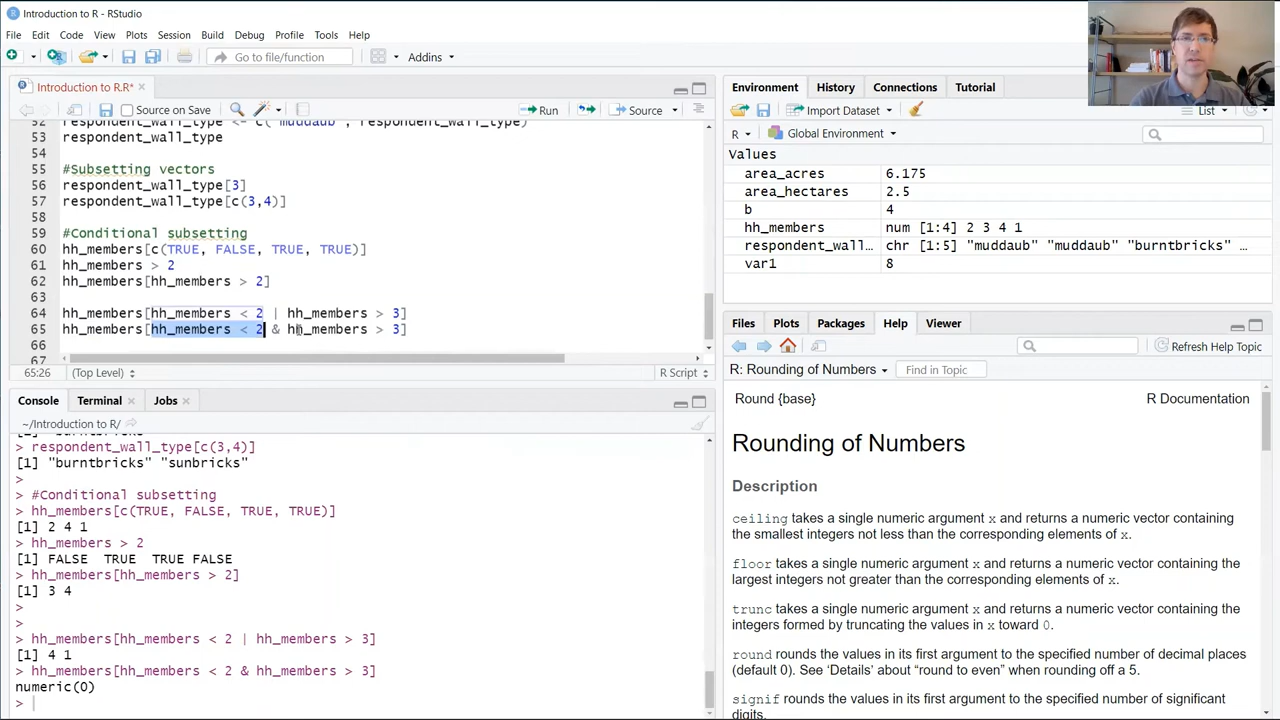 Introduction to R - RStudio
File Edit Code View Plots Session Build Debug Profile Tools Help
Go to file/function Addins
Introduction to R.R*
Source on Save Run Source
53 respondent_wall_type
54
55 #Subsetting vectors
56 respondent_wall_type[3]
57 respondent_wall_type[c(3,4)]
58
59 #Conditional subsetting
60 hh_members[c(TRUE, FALSE, TRUE, TRUE)]
61 hh_members > 2
62 hh_members[hh_members > 2]
63
64 hh_members[hh_members < 2 | hh_members > 3]
65 hh_members[hh_members < 2 & hh_members > 3]
66
67
65:26 (Top Level) R Script
Console Terminal Jobs
~/Introduction to R/
> respondent_wall_type[c(3,4)]
[1] "burntbricks" "sunbricks"
>
> #Conditional subsetting
> hh_members[c(TRUE, FALSE, TRUE, TRUE)]
[1] 2 4 1
> hh_members > 2
[1] FALSE TRUE TRUE FALSE
> hh_members[hh_members > 2]
[1] 3 4
>
>
> hh_members[hh_members < 2 | hh_members > 3]
[1] 4 1
> hh_members[hh_members < 2 & hh_members > 3]
numeric(0)
>
Environment History Connections Tutorial
Import Dataset List
R Global Environment
Values
area_acres 6.175
area_hectares 2.5
b 4
hh_members num [1:4] 2 3 4 1
respondent_wall… chr [1:5] "muddaub" "muddaub" "burntbricks" …
var1 8
Files Plots Packages Help Viewer
Refresh Help Topic
R: Rounding of Numbers Find in Topic
Round {base} R Documentation
Rounding of Numbers
Description
ceiling takes a single numeric argument x and returns a numeric vector containing
the smallest integers not less than the corresponding elements of x.
floor takes a single numeric argument x and returns a numeric vector containing the
largest integers not greater than the corresponding elements of x.
trunc takes a single numeric argument x and returns a numeric vector containing the
integers formed by truncating the values in x toward 0.
round rounds the values in its first argument to the specified number of decimal places
(default 0). See ‘Details’ about “round to even” when rounding off a 5.
signif rounds the values in its first argument to the specified number of significant
digits.